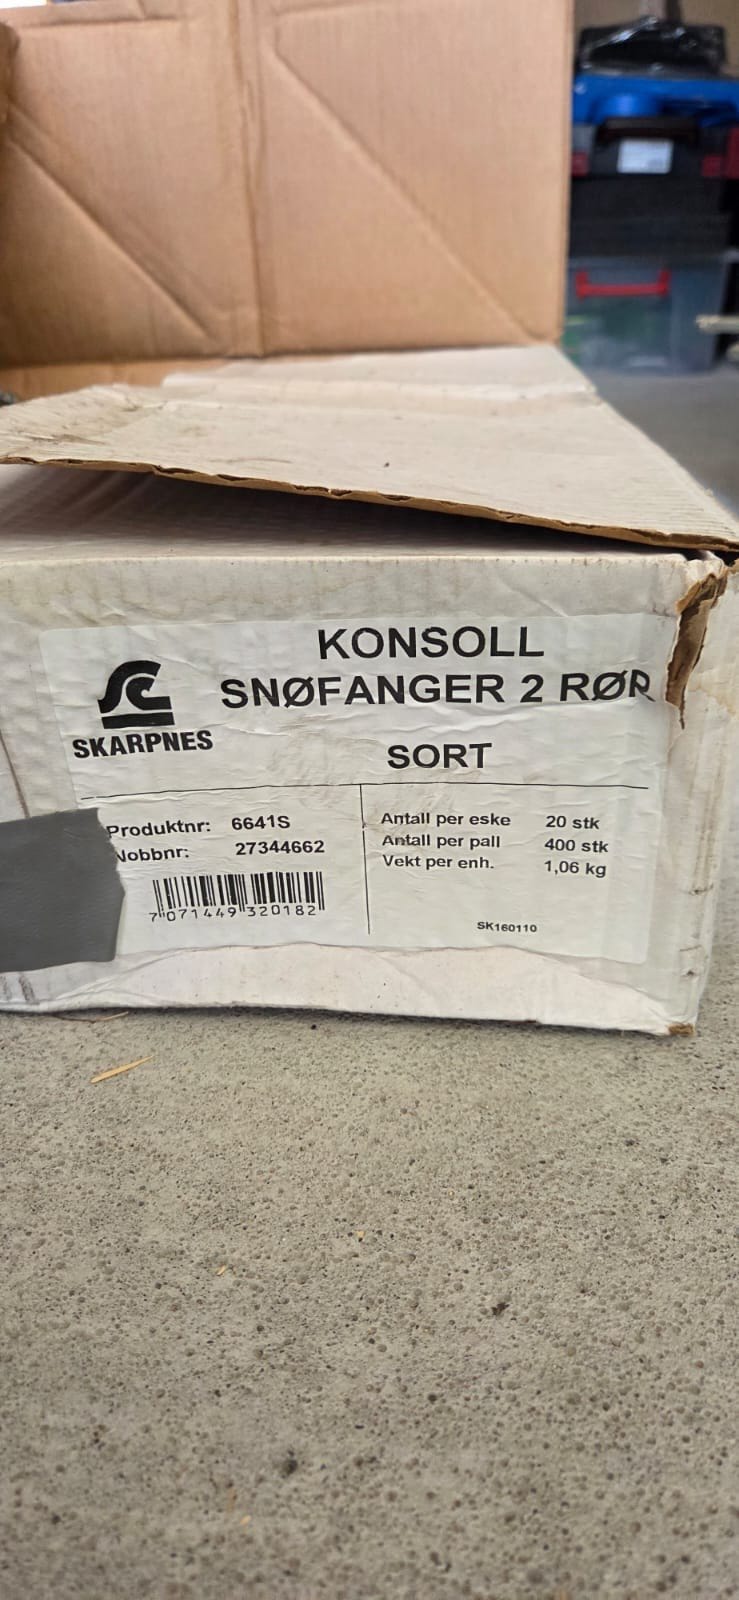 KONSOLL
SNØFANGER 2 RØR
SORT
SKARPNES
Produktnr: 6641S
Nobbnr: 27344662
7 071449 320182
Antall per eske 20 stk
Antall per pall 400 stk
Vekt per enh. 1,06 kg
SK160110